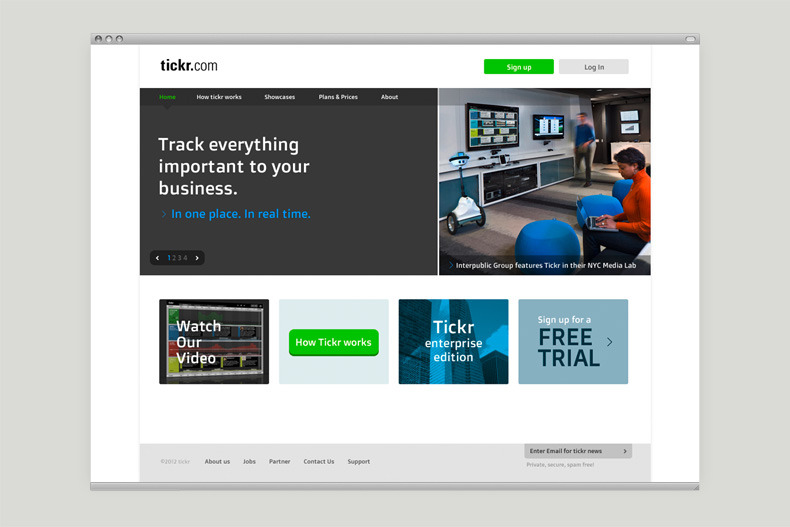 tickr.com
Sign up
Log In
Home
How tickr works
Showcases
Plans & Prices
About
Track everything
important to your
business.
In one place. In real time.
1 2 3 4
Interpublic Group features Tickr in their NYC Media Lab
Watch
Our
Video
How Tickr works
Tickr
enterprise
edition
Sign up for a
FREE
TRIAL
©2012 tickr
About us
Jobs
Partner
Contact Us
Support
Enter Email for tickr news
Private, secure, spam free!